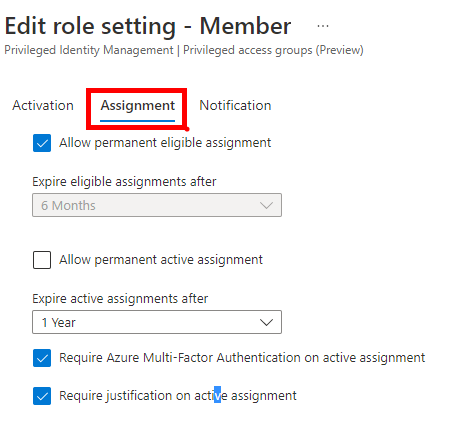 Edit role setting - Member ...
Privileged Identity Management | Privileged access groups (Preview)
Activation Assignment Notification
Allow permanent eligible assignment
Expire eligible assignments after
6 Months
Allow permanent active assignment
Expire active assignments after
1 Year
Require Azure Multi-Factor Authentication on active assignment
Require justification on active assignment